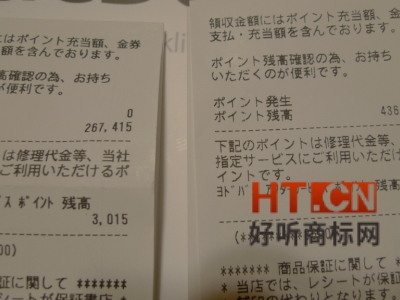 にはポイント充当額、金券
額を含んでおります。
残高確認の為、お持ち
が便利です。
0
267,415
は修理代金等、当社
ご利用いただけるポ
ス ポイント 残高
3,015
00)
証に関して *******
領収金額にはポイント充当額、
支払・充当額を含んでおります。
ポイント残高確認の為、お持
いただくのが便利です。
ポイント発生
ポイント残高
436
下記のポイントは修理代金等、
指定サービスにご利用いただけ
イントです。
残高
HT.CN
好听商标网
******* 商品保証に関して
* 当店では、レシートが保証